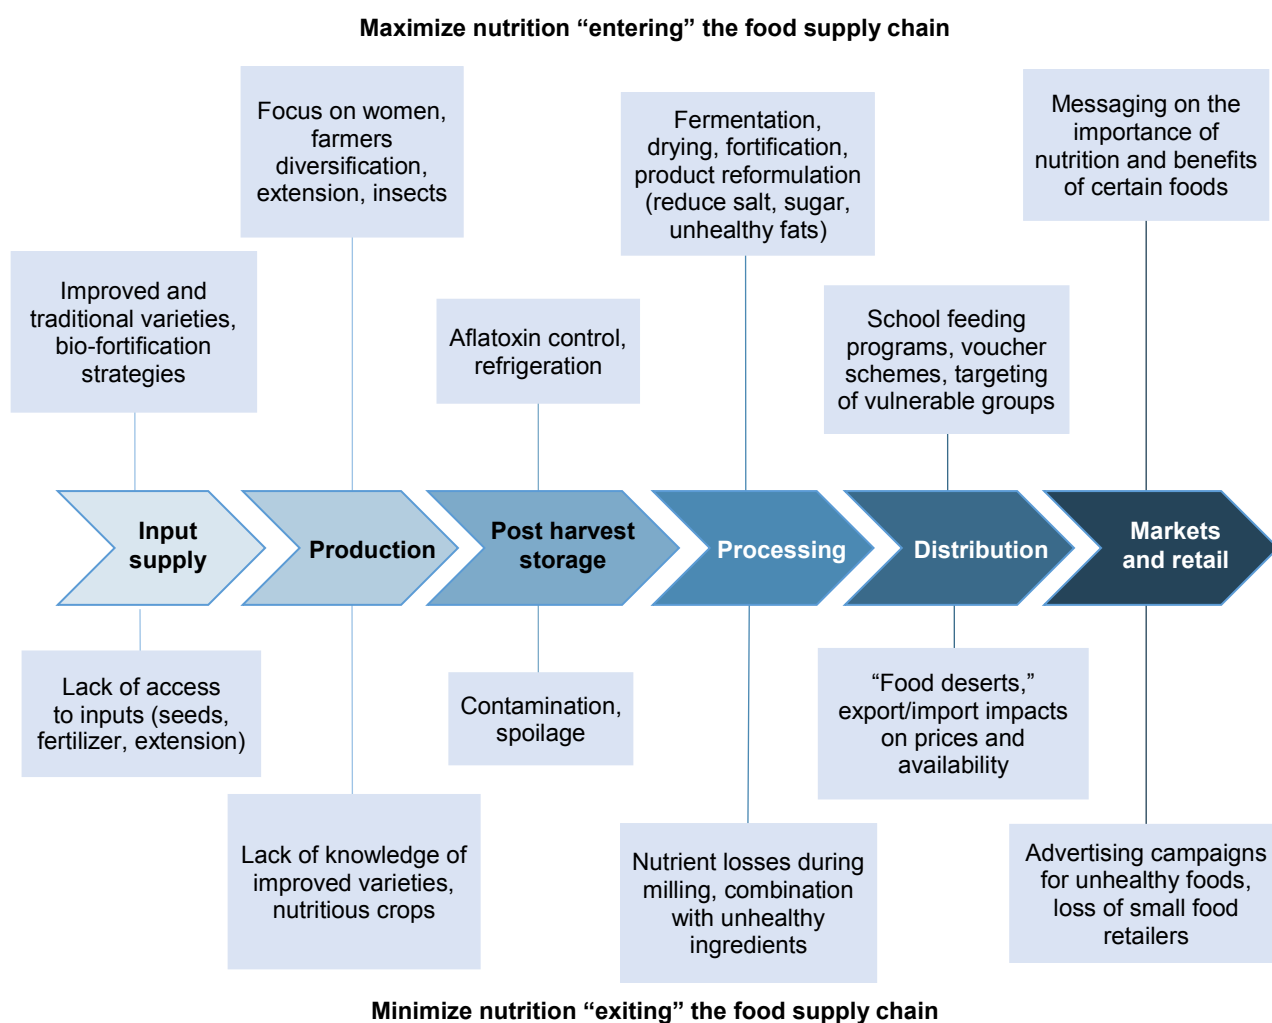 Maximize nutrition “entering” the food supply chain
Focus on women,
farmers
diversification,
extension, insects
Fermentation,
drying, fortification,
product reformulation
(reduce salt, sugar,
unhealthy fats)
Messaging on the
importance of
nutrition and benefits
of certain foods
Improved and
traditional varieties,
bio-fortification
strategies
Aflatoxin control,
refrigeration
School feeding
programs, voucher
schemes, targeting
of vulnerable groups
Input
supply
Production
Post harvest
storage
Processing
Distribution
Markets
and retail
Lack of access
to inputs (seeds,
fertilizer, extension)
Contamination,
spoilage
“Food deserts,”
export/import impacts
on prices and
availability
Lack of knowledge of
improved varieties,
nutritious crops
Nutrient losses during
milling, combination
with unhealthy
ingredients
Advertising campaigns
for unhealthy foods,
loss of small food
retailers
Minimize nutrition “exiting” the food supply chain